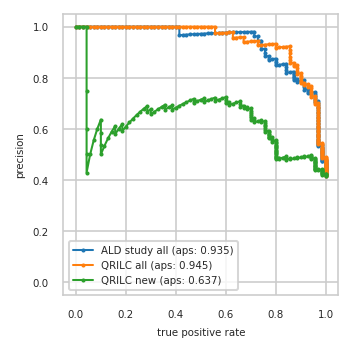 1.0
0.8
0.6
0.4
0.2
0.0
precision
ALD study all (aps: 0.935)
QRILC all (aps: 0.945)
QRILC new (aps: 0.637)
0.0 0.2 0.4 0.6 0.8 1.0
true positive rate